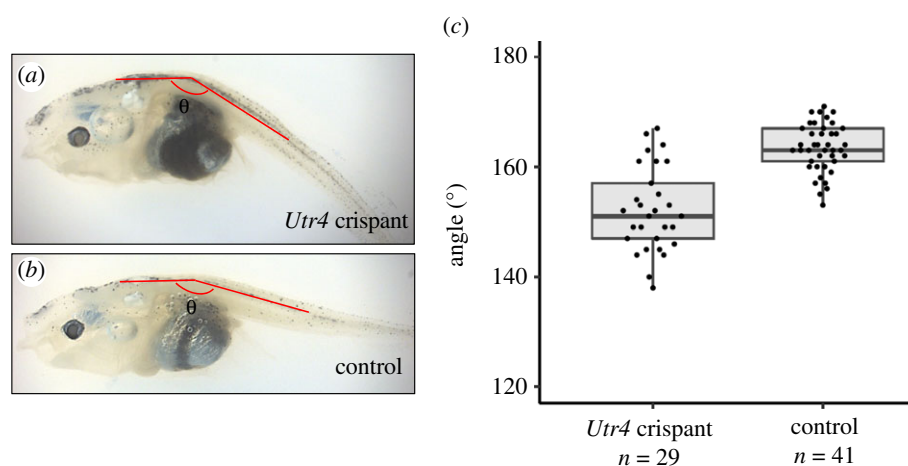 (a)
θ
Utr4 crispant
(b)
θ
control
(c)
180
160
140
120
angle (°)
Utr4 crispant
n = 29
control
n = 41